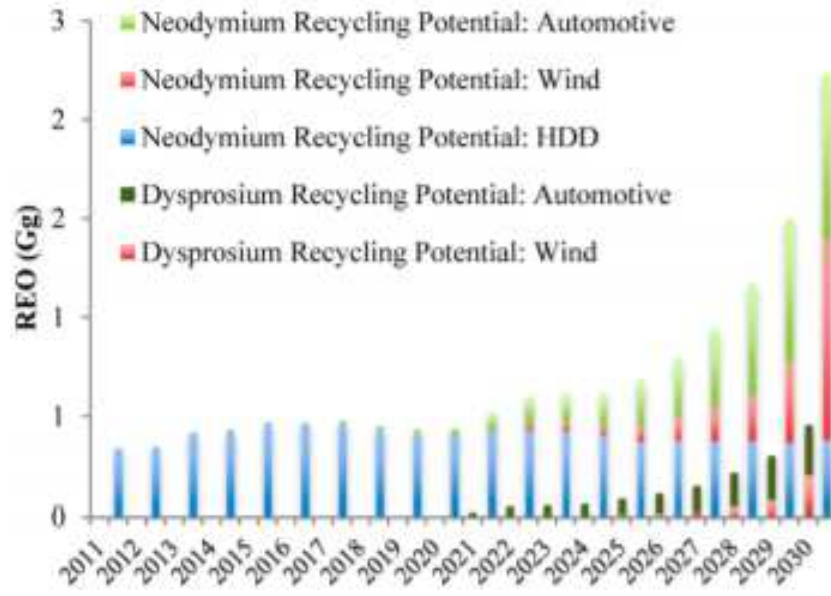 3
Neodymium Recycling Potential: Automotive
Neodymium Recycling Potential: Wind
2
Neodymium Recycling Potential: HDD
Dysprosium Recycling Potential: Automotive
2
Dysprosium Recycling Potential: Wind
REO (Gg)
1
1
0
2011 2012 2013 2014 2015 2016 2017 2018 2019 2020 2021 2022 2023 2024 2025 2026 2027 2028 2029 2030